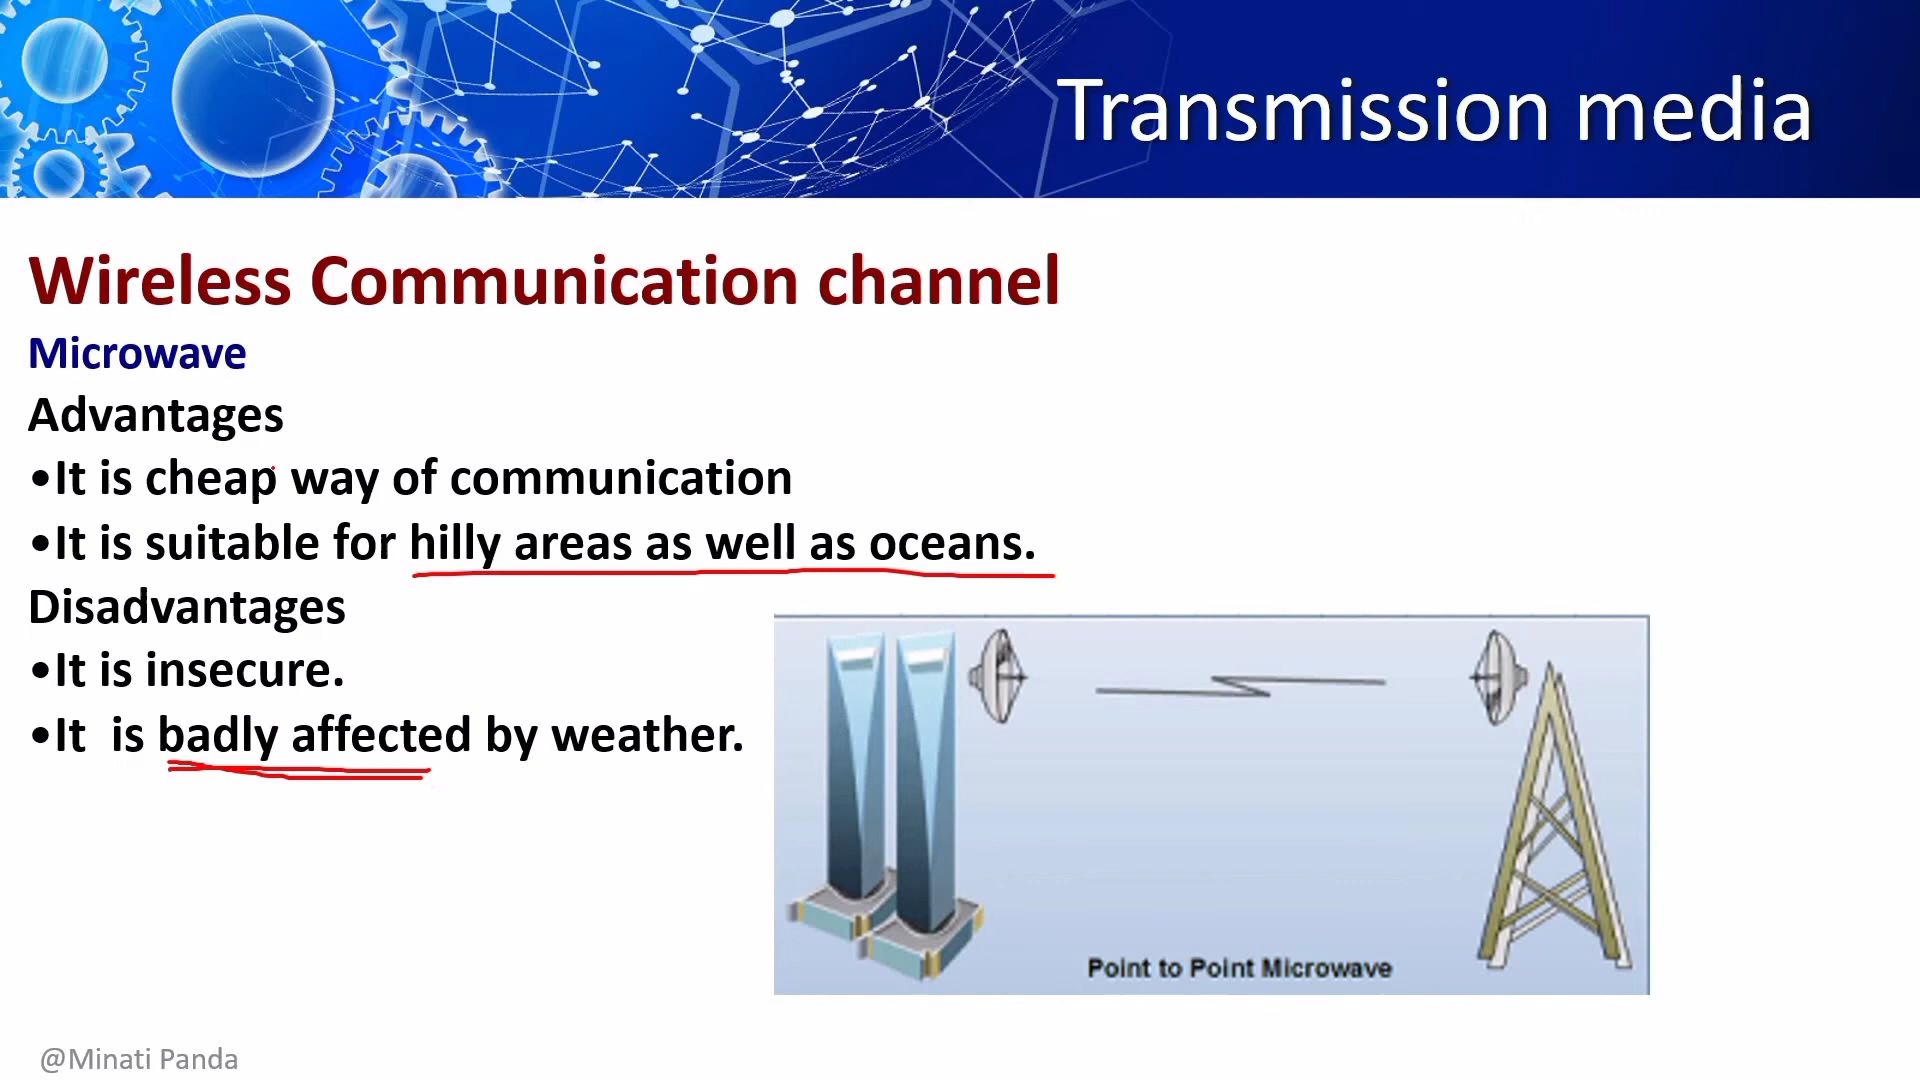 Transmission media
Wireless Communication channel
Microwave
Advantages
•It is cheap way of communication
•It is suitable for hilly areas as well as oceans.
Disadvantages
•It is insecure.
•It  is badly affected by weather.
Point to Point Microwave
@Minati Panda